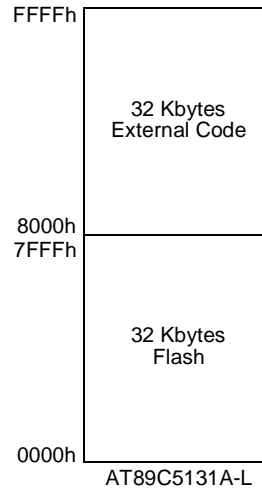 FFFFh
32 Kbytes
External Code
8000h
7FFFh
32 Kbytes
Flash
0000h
AT89C5131A-L